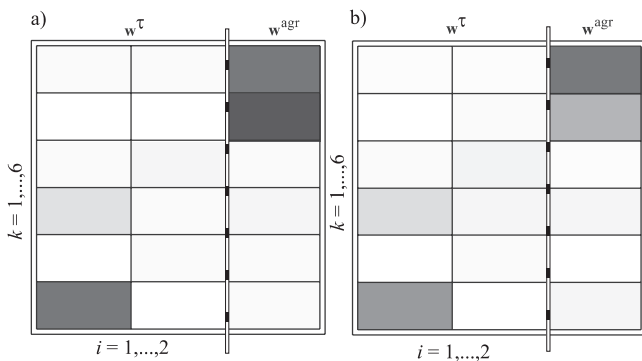 a)
w^τ
w^agr
k = 1,...,6
i = 1,...,2
b)
w^τ
w^agr
k = 1,...,6
i = 1,...,2